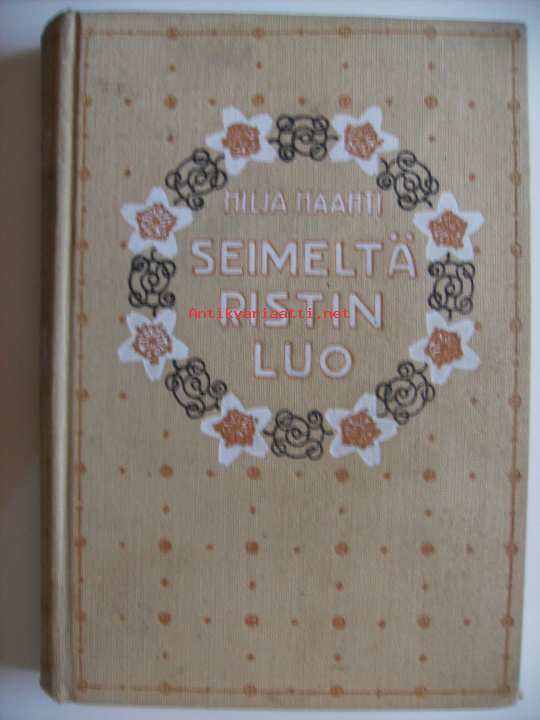 HILJA HAAHTI
SEIMELTÄ
Antikvariaatti.net
RISTIN
LUO